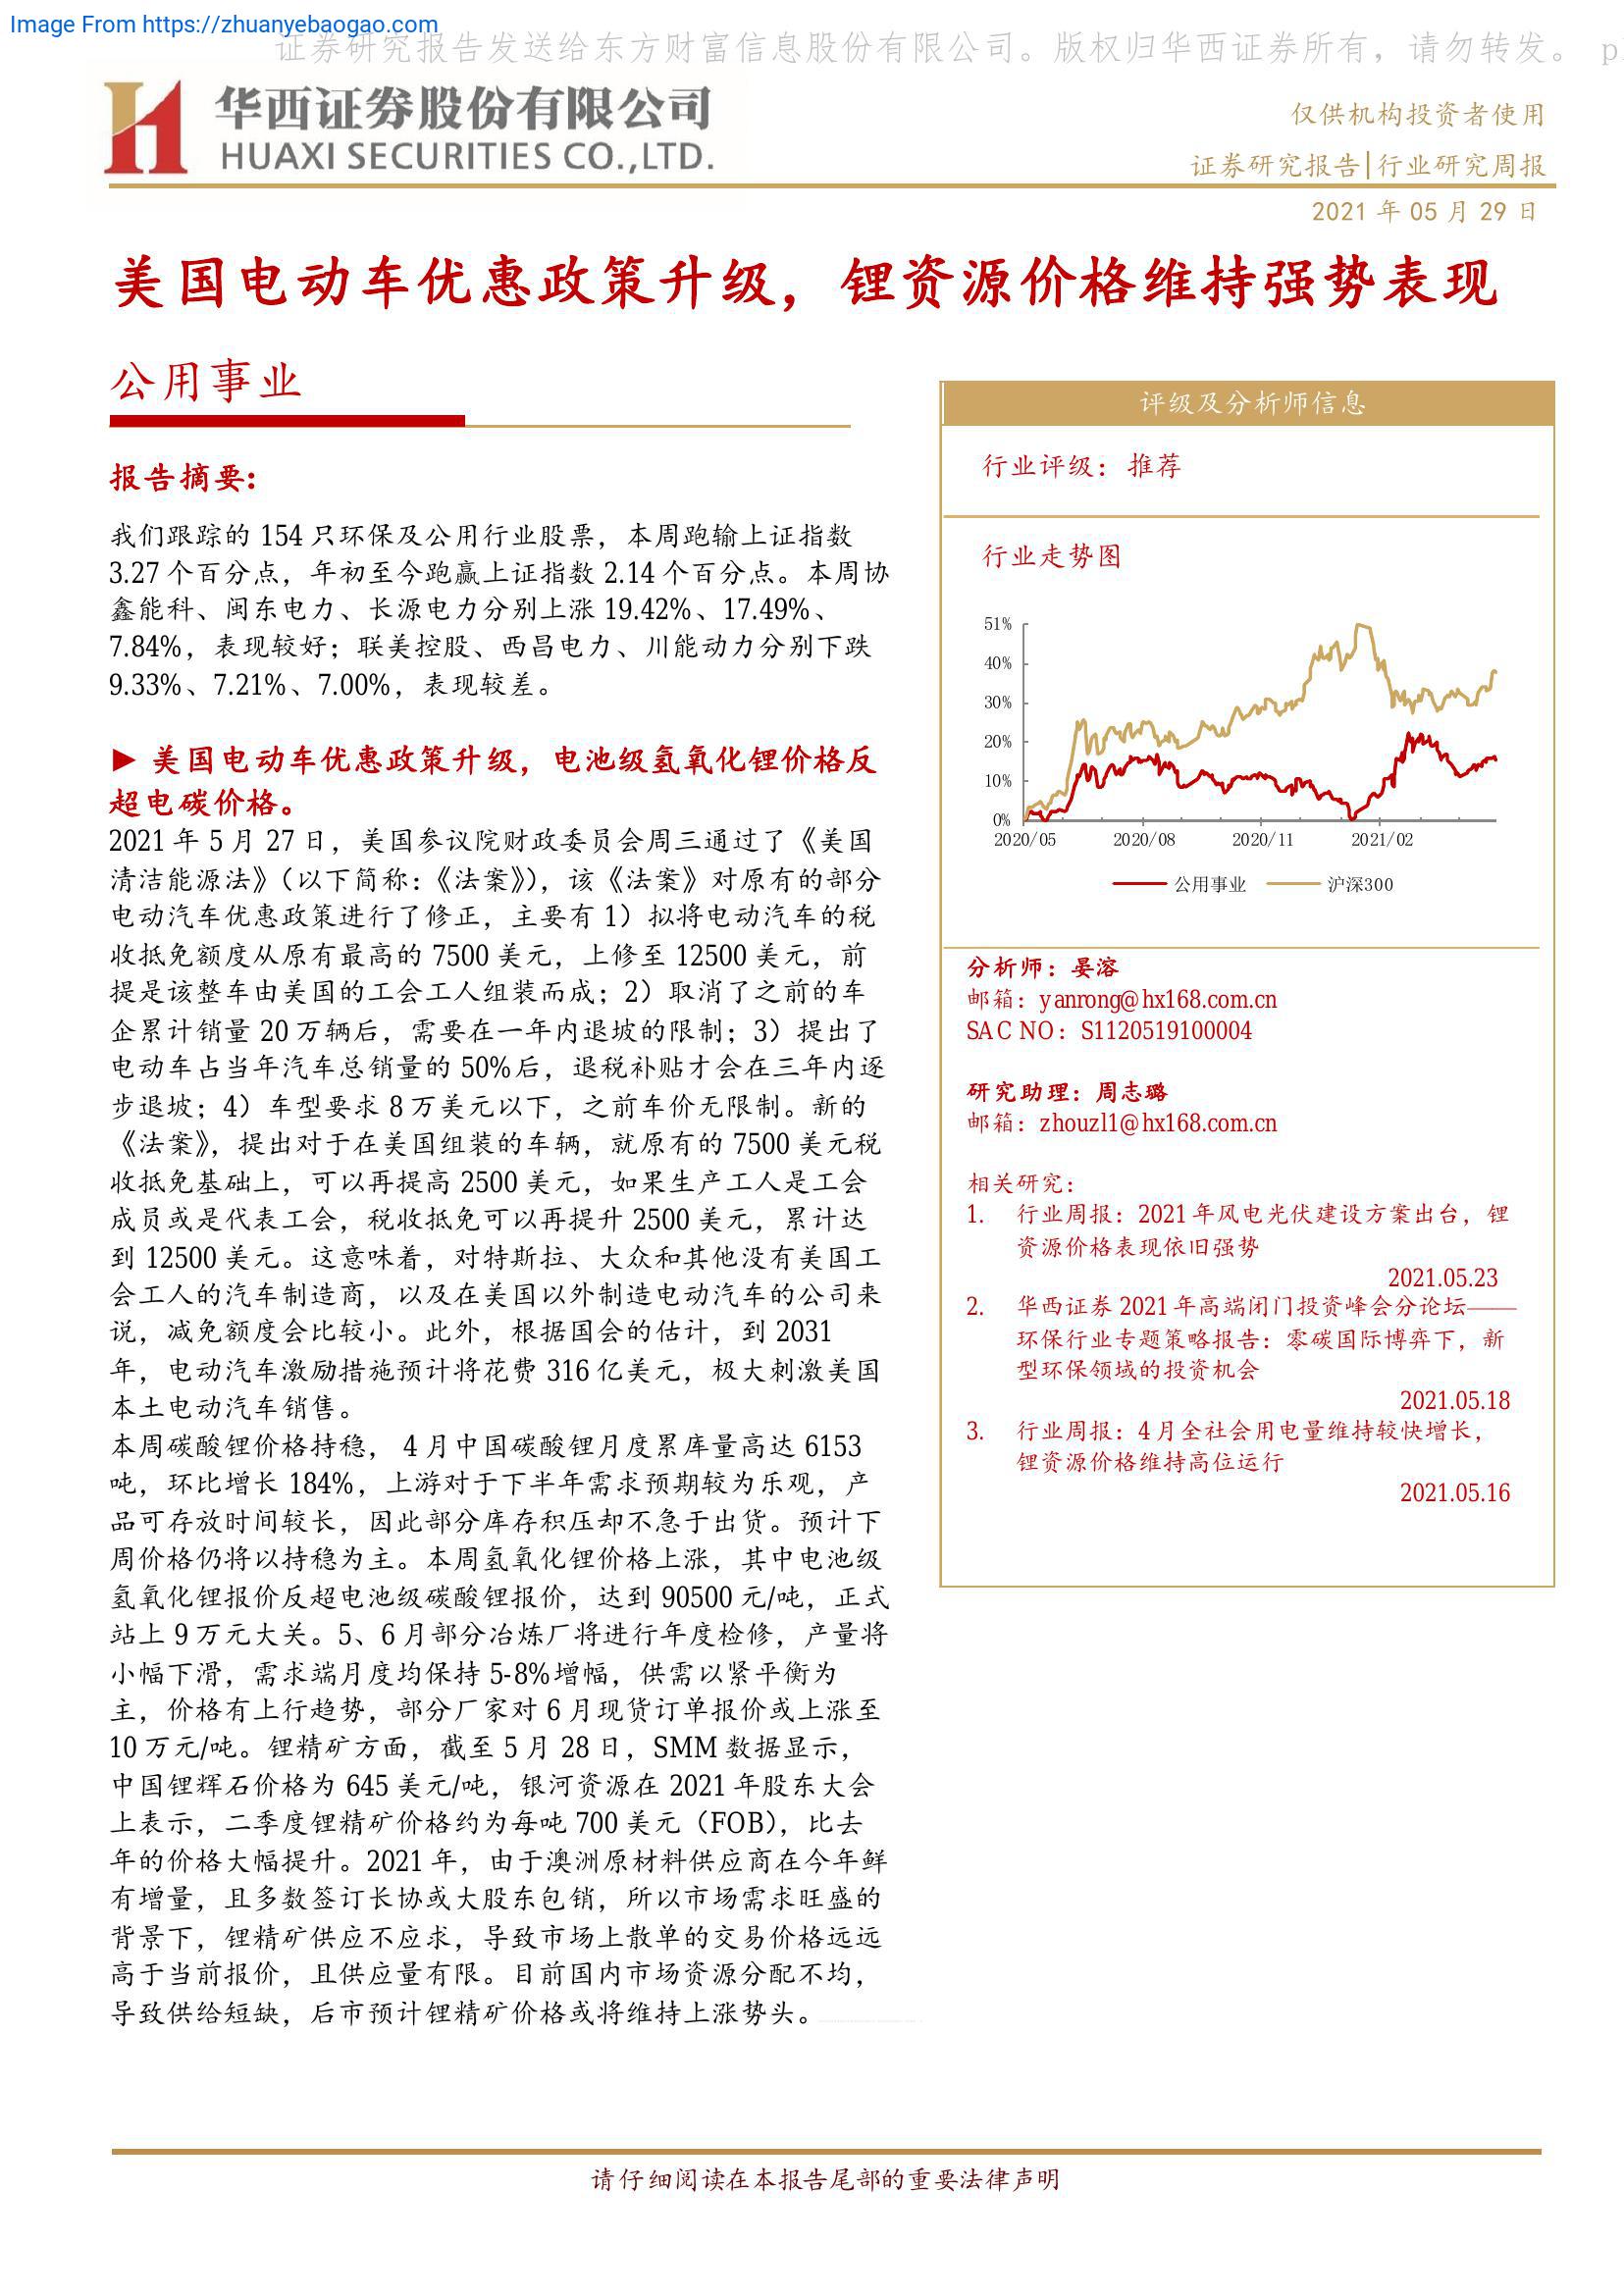 Image From https://zhuanyebaogao.com
证券研究报告发送给东方财富信息股份有限公司。版权归华西证券所有，请勿转发。 p
华西证券股份有限公司
HUAXI SECURITIES CO.,LTD.
仅供机构投资者使用
证券研究报告|行业研究周报
2021 年 05 月 29 日
美国电动车优惠政策升级，锂资源价格维持强势表现
公用事业
报告摘要：
我们跟踪的 154 只环保及公用行业股票，本周跑输上证指数
3.27 个百分点，年初至今跑赢上证指数 2.14 个百分点。本周协
鑫能科、闽东电力、长源电力分别上涨 19.42%、17.49%、
7.84%，表现较好；联美控股、西昌电力、川能动力分别下跌
9.33%、7.21%、7.00%，表现较差。
► 美国电动车优惠政策升级，电池级氢氧化锂价格反
超电碳价格。
2021 年 5 月 27 日，美国参议院财政委员会周三通过了《美国
清洁能源法》（以下简称：《法案》），该《法案》对原有的部分
电动汽车优惠政策进行了修正，主要有 1）拟将电动汽车的税
收抵免额度从原有最高的 7500 美元，上修至 12500 美元，前
提是该整车由美国的工会工人组装而成；2）取消了之前的车
企累计销量 20 万辆后，需要在一年内退坡的限制；3）提出了
电动车占当年汽车总销量的 50%后，退税补贴才会在三年内逐
步退坡；4）车型要求 8 万美元以下，之前车价无限制。新的
《法案》，提出对于在美国组装的车辆，就原有的 7500 美元税
收抵免基础上，可以再提高 2500 美元，如果生产工人是工会
成员或是代表工会，税收抵免可以再提升 2500 美元，累计达
到 12500 美元。这意味着，对特斯拉、大众和其他没有美国工
会工人的汽车制造商，以及在美国以外制造电动汽车的公司来
说，减免额度会比较小。此外，根据国会的估计，到 2031
年，电动汽车激励措施预计将花费 316 亿美元，极大刺激美国
本土电动汽车销售。
本周碳酸锂价格持稳， 4 月中国碳酸锂月度累库量高达 6153
吨，环比增长 184%，上游对于下半年需求预期较为乐观，产
品可存放时间较长，因此部分库存积压却不急于出货。预计下
周价格仍将以持稳为主。本周氢氧化锂价格上涨，其中电池级
氢氧化锂报价反超电池级碳酸锂报价，达到 90500 元/吨，正式
站上 9 万元大关。5、6 月部分冶炼厂将进行年度检修，产量将
小幅下滑，需求端月度均保持 5-8%增幅，供需以紧平衡为
主，价格有上行趋势，部分厂家对 6 月现货订单报价或上涨至
10 万元/吨。锂精矿方面，截至 5 月 28 日，SMM 数据显示，
中国锂辉石价格为 645 美元/吨，银河资源在 2021 年股东大会
上表示，二季度锂精矿价格约为每吨 700 美元（FOB），比去
年的价格大幅提升。2021 年，由于澳洲原材料供应商在今年鲜
有增量，且多数签订长协或大股东包销，所以市场需求旺盛的
背景下，锂精矿供应不应求，导致市场上散单的交易价格远远
高于当前报价，且供应量有限。目前国内市场资源分配不均，
导致供给短缺，后市预计锂精矿价格或将维持上涨势头。
评级及分析师信息
行业评级：推荐
行业走势图
51%
40%
30%
20%
10%
0%
2020/05 2020/08 2020/11 2021/02
公用事业 沪深300
分析师：晏溶
邮箱：yanrong@hx168.com.cn
SAC NO：S1120519100004
研究助理：周志璐
邮箱：zhouzl1@hx168.com.cn
相关研究：
1. 行业周报：2021 年风电光伏建设方案出台，锂
资源价格表现依旧强势
2021.05.23
2. 华西证券 2021 年高端闭门投资峰会分论坛——
环保行业专题策略报告：零碳国际博弈下，新
型环保领域的投资机会
2021.05.18
3. 行业周报：4 月全社会用电量维持较快增长，
锂资源价格维持高位运行
2021.05.16
请仔细阅读在本报告尾部的重要法律声明